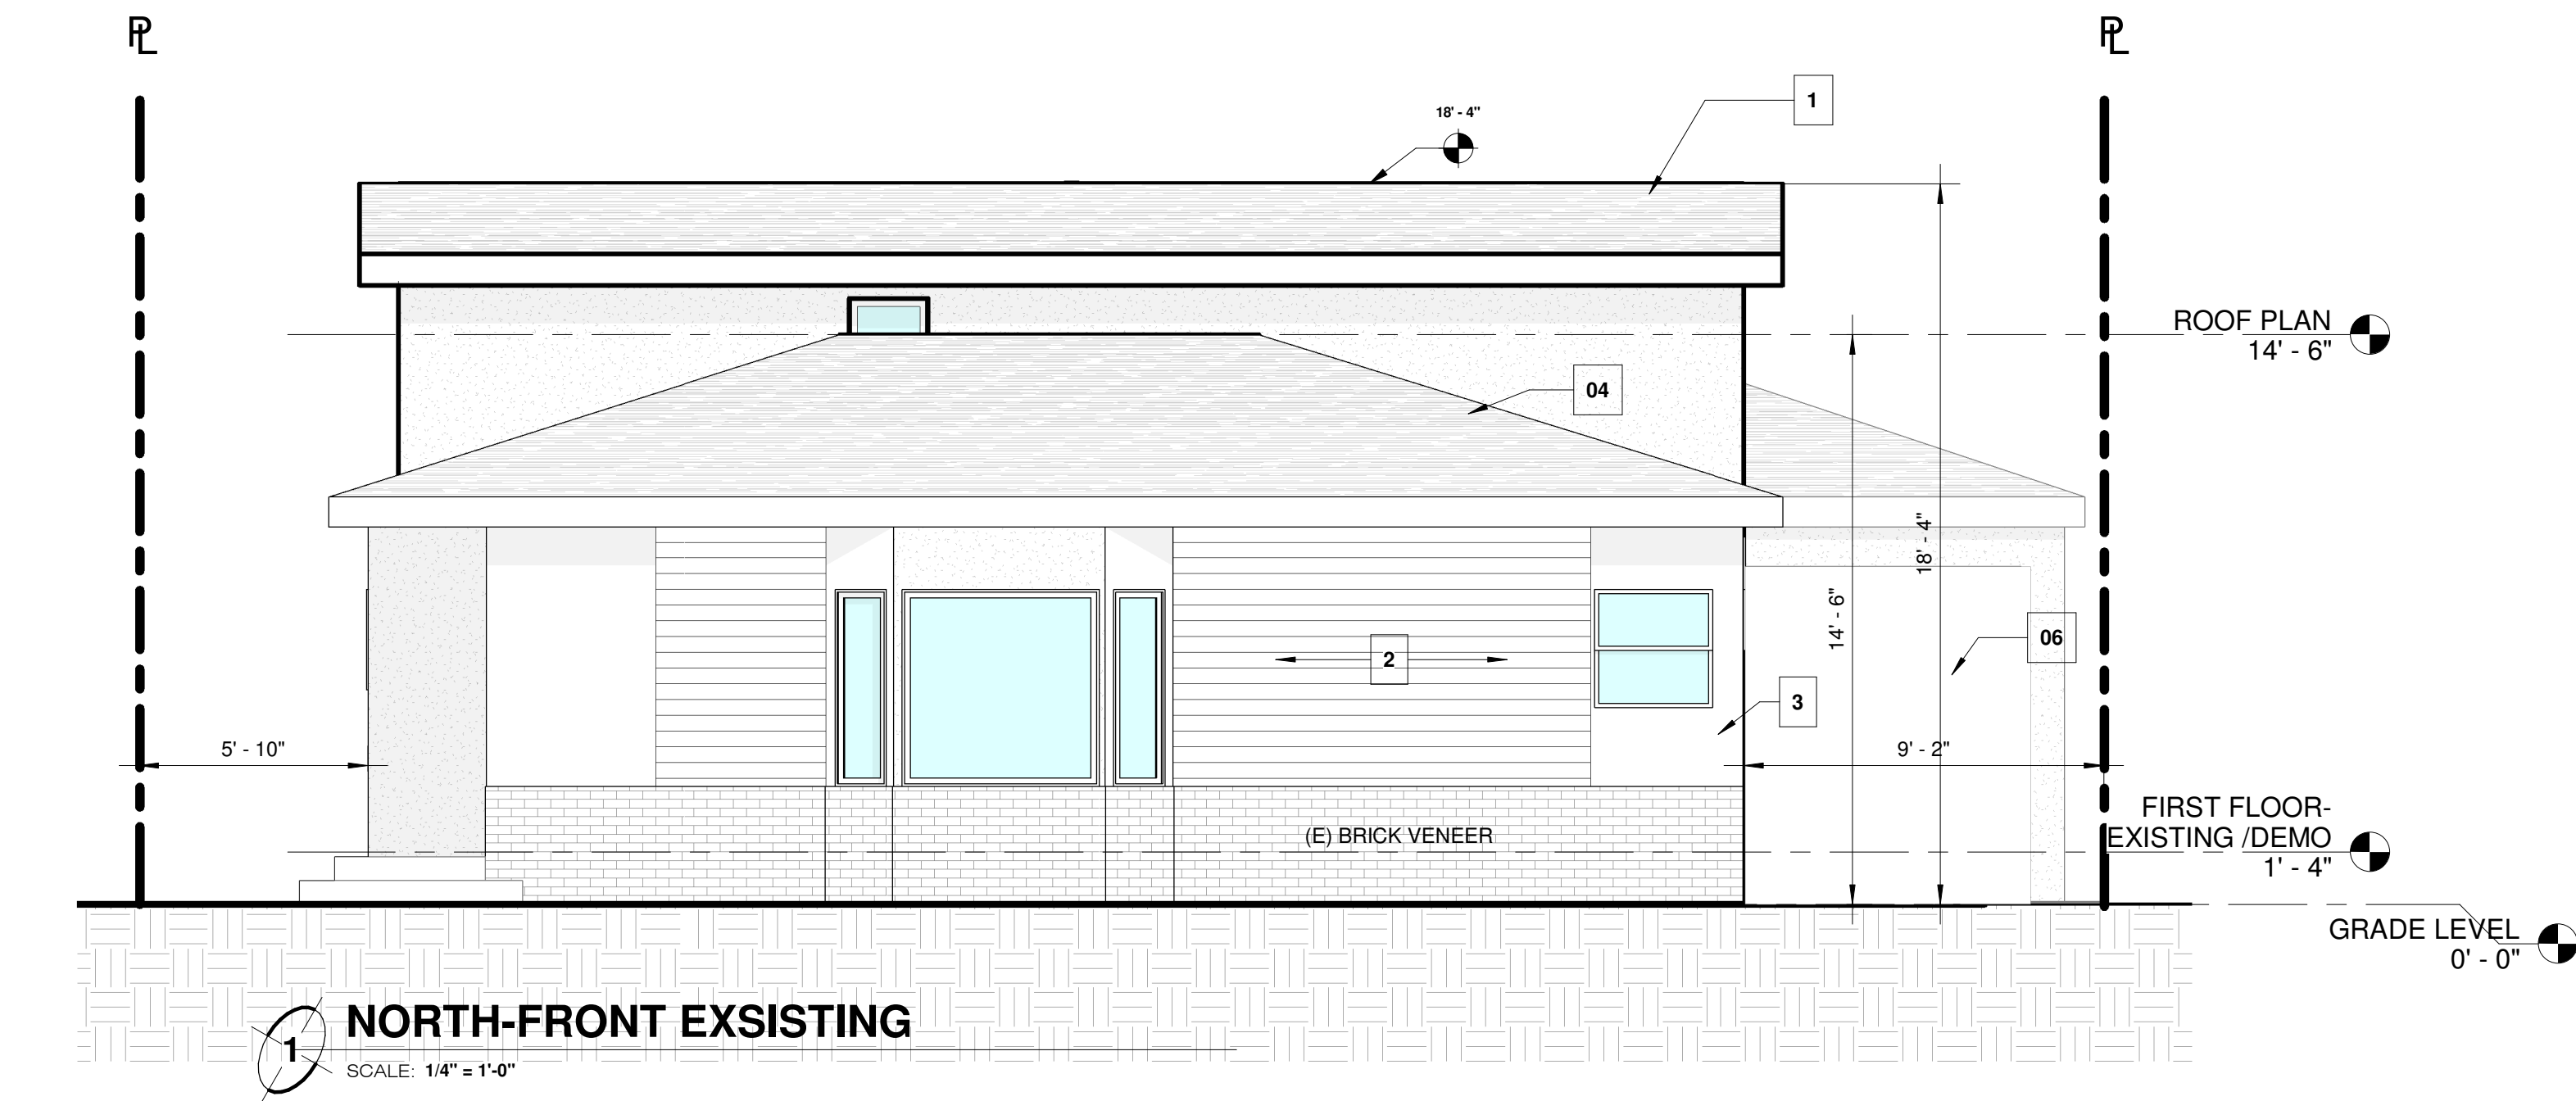 PL
PL
1
18' - 4"
ROOF PLAN
14' - 6"
04
18' - 4"
14' - 6"
06
2
3
5' - 10"
9' - 2"
FIRST FLOOR-
EXISTING /DEMO
1' - 4"
(E) BRICK VENEER
GRADE LEVEL
0' - 0"
1
NORTH-FRONT EXSISTING
SCALE: 1/4" = 1'-0"